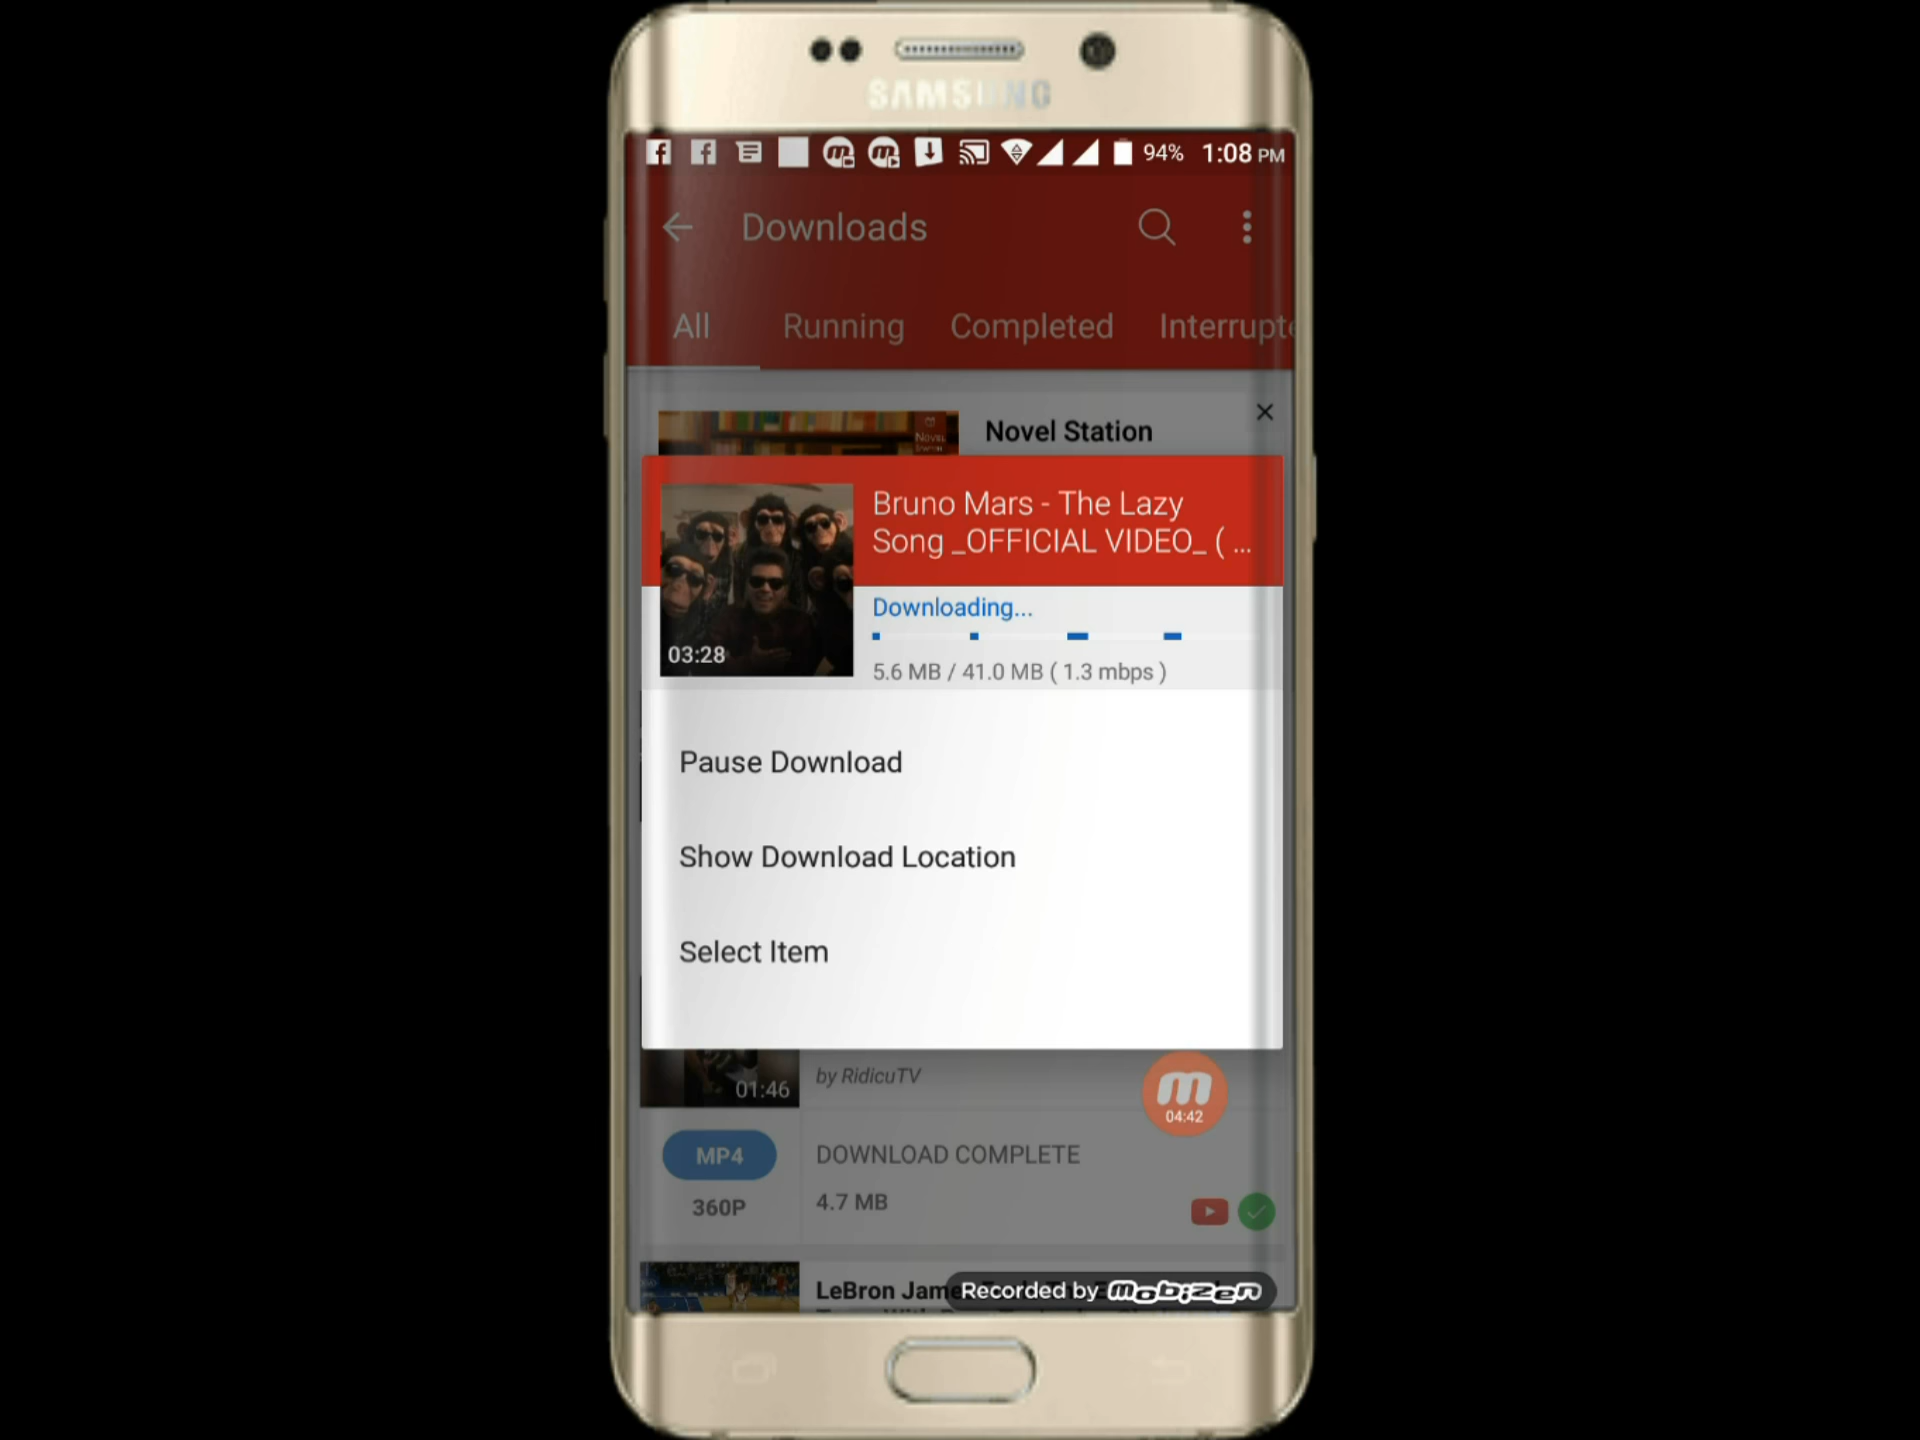 SAMSUNG
94% 1:08 PM
Downloads
All Running Completed Interrupte
Novel Station
Bruno Mars - The Lazy
Song _OFFICIAL VIDEO_ ( ...
Downloading...
03:28
5.6 MB / 41.0 MB ( 1.3 mbps )
Pause Download
Show Download Location
Select Item
01:46
by RidicuTV
04:42
MP4
DOWNLOAD COMPLETE
360P
4.7 MB
LeBron Jame
Recorded by mobizen